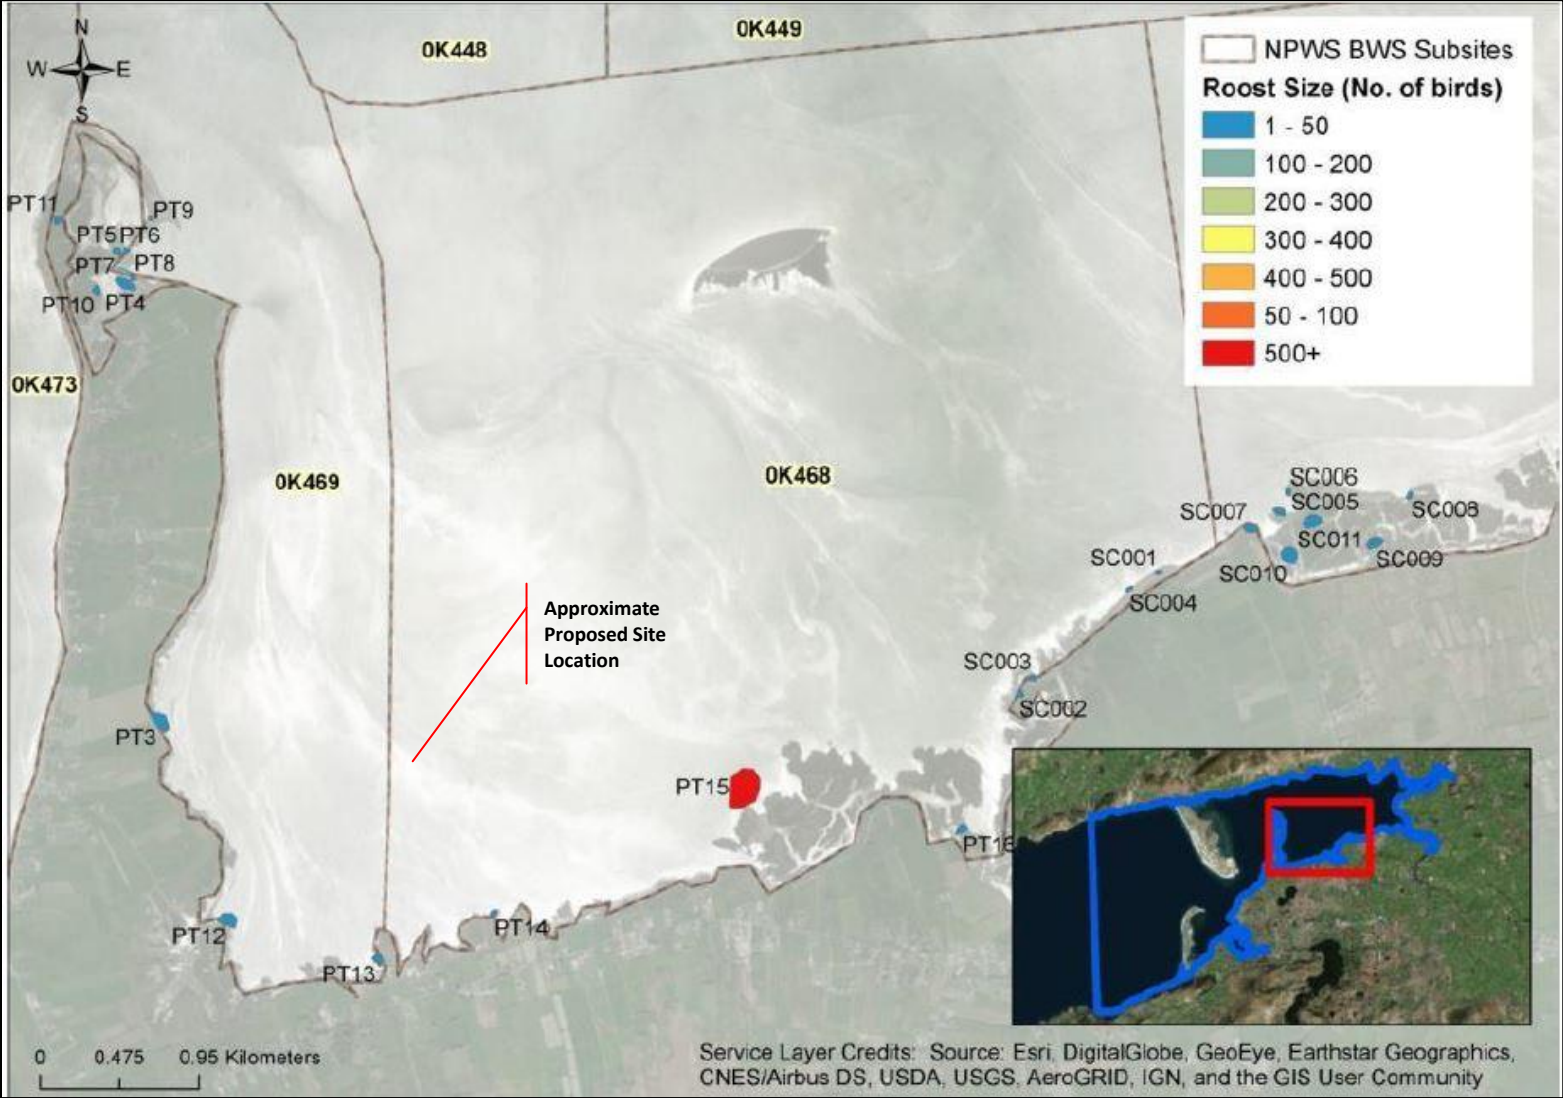 N
W E
S
0K448
0K449
NPWS BWS Subsites
Roost Size (No. of birds)
1 - 50
100 - 200
200 - 300
300 - 400
400 - 500
50 - 100
500+
PT11
PT9
PT5 PT6
PT7 PT8
PT10 PT4
0K473
0K469
0K468
SC006
SC005
SC008
SC007
SC011
SC001
SC010
SC009
SC004
Approximate
Proposed Site
Location
SC003
SC002
PT3
PT15
PT16
PT12
PT14
PT13
0 0.475 0.95 Kilometers
Service Layer Credits: Source: Esri, DigitalGlobe, GeoEye, Earthstar Geographics,
CNES/Airbus DS, USDA, USGS, AeroGRID, IGN, and the GIS User Community